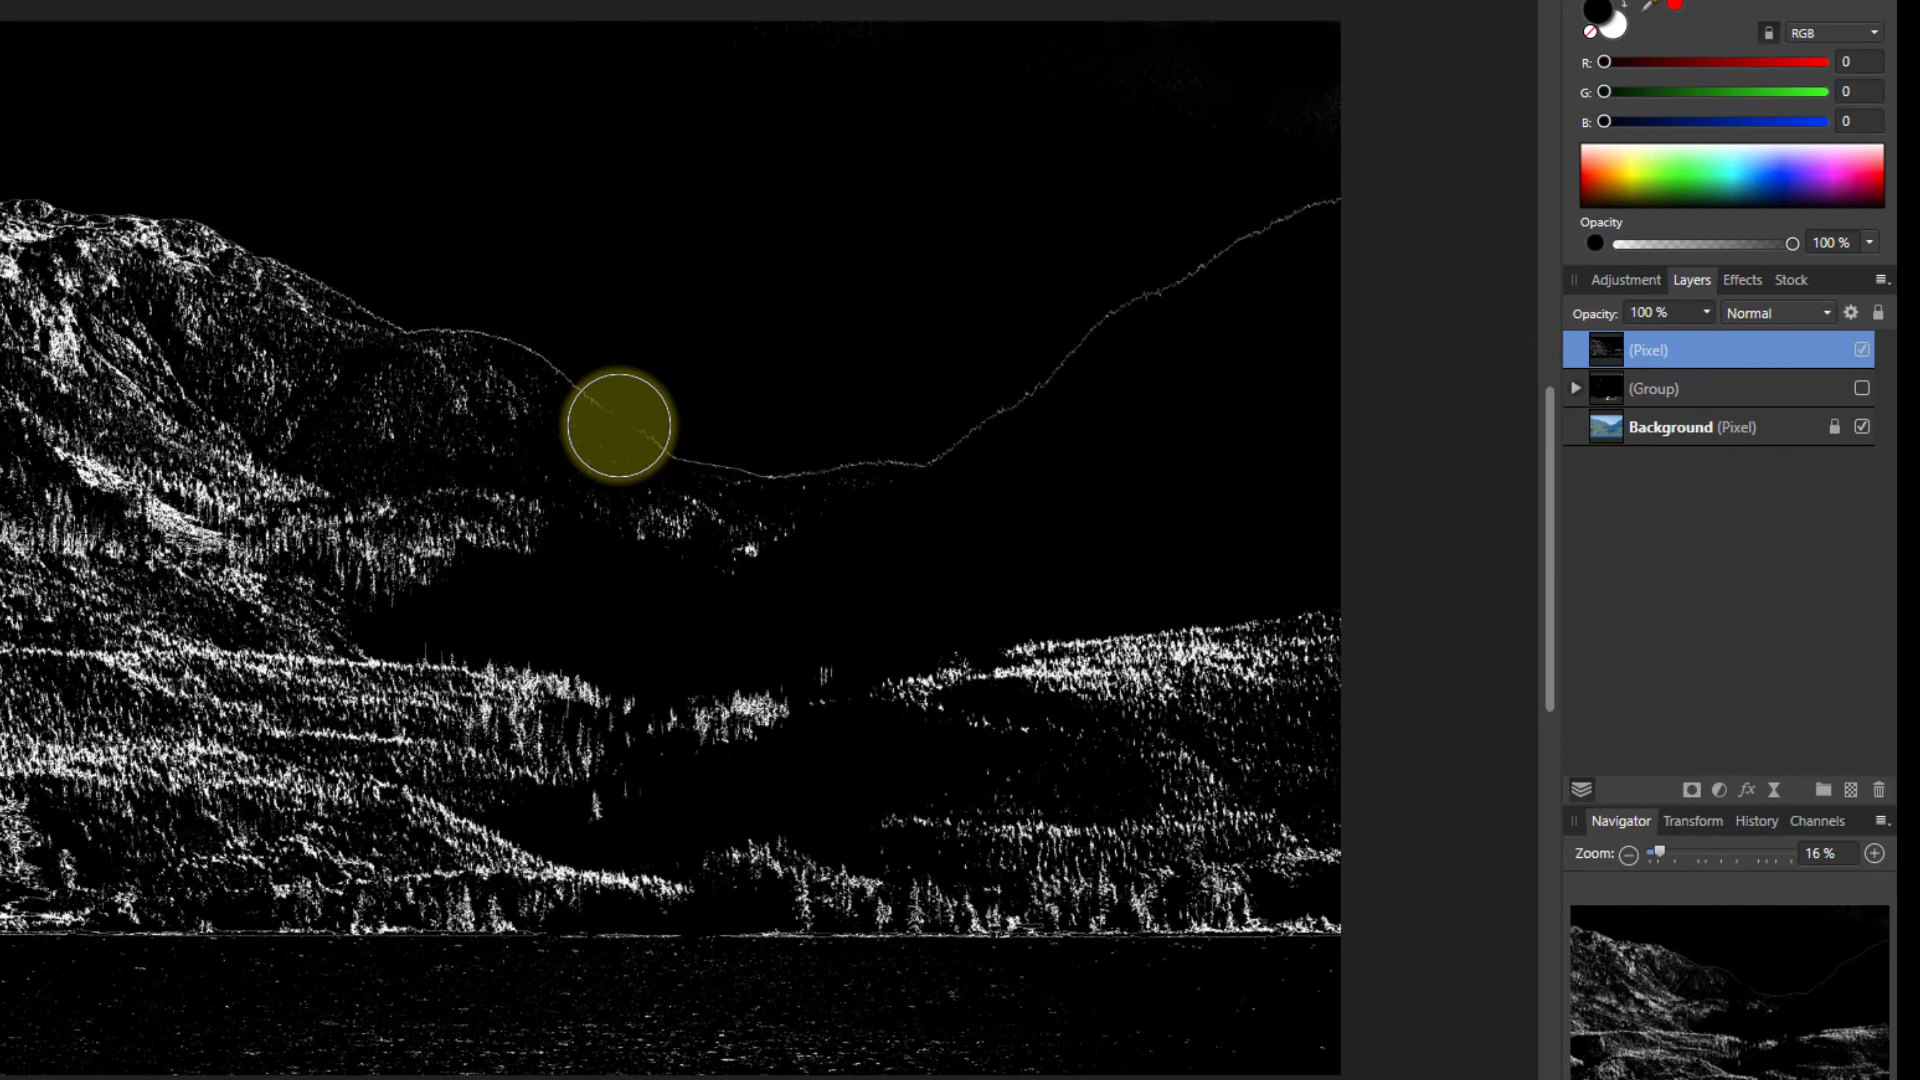 RGB
R: 0
G: 0
B: 0
Opacity
100 %
Adjustment Layers Effects Stock
Opacity: 100 % Normal
(Pixel)
(Group)
Background (Pixel)
fx
Navigator Transform History Channels
Zoom: 16 %